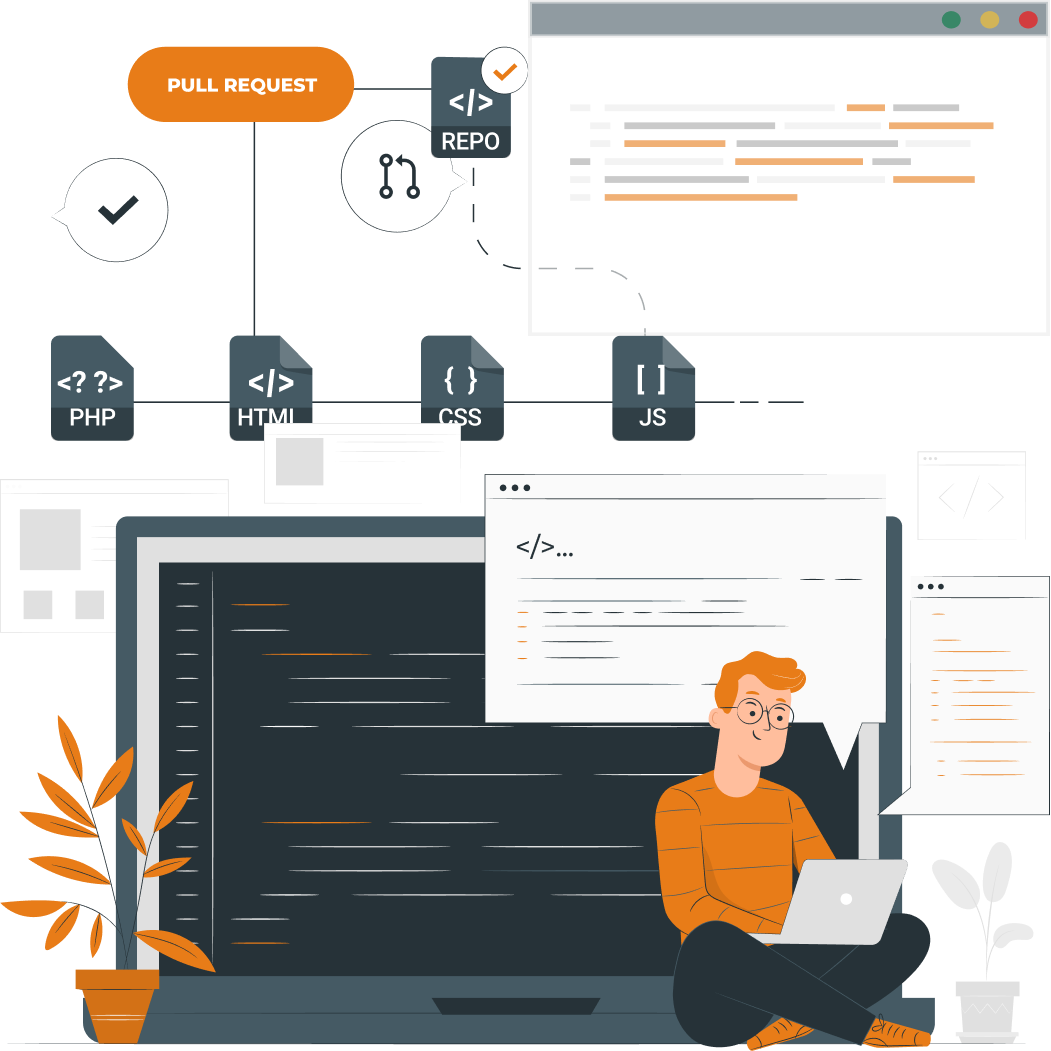 PULL REQUEST
</>
REPO
<? ?>
PHP
</>
HTML
{ }
CSS
[ ]
JS
</>...
< / >